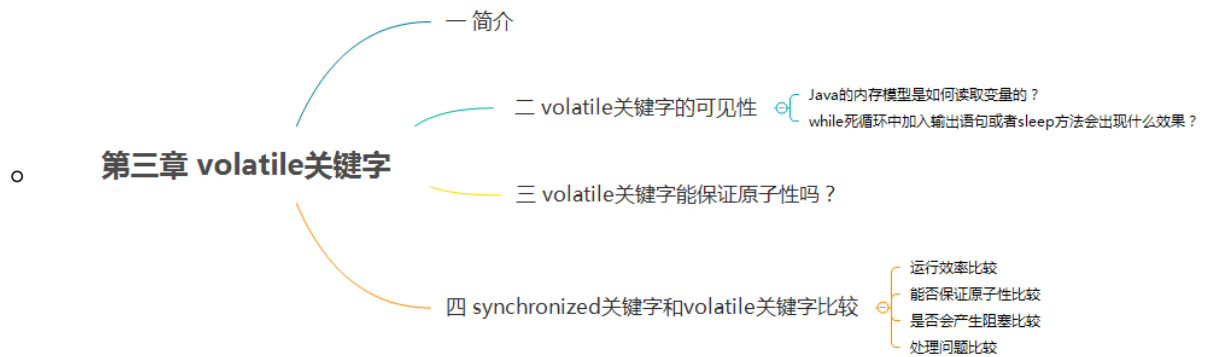 一 简介
二 volatile关键字的可见性
Java的内存模型是如何读取变量的？
while死循环中加入输出语句或者sleep方法会出现什么效果？
第三章 volatile关键字
三 volatile关键字能保证原子性吗？
四 synchronized关键字和volatile关键字比较
运行效率比较
能否保证原子性比较
是否会产生阻塞比较
处理问题比较